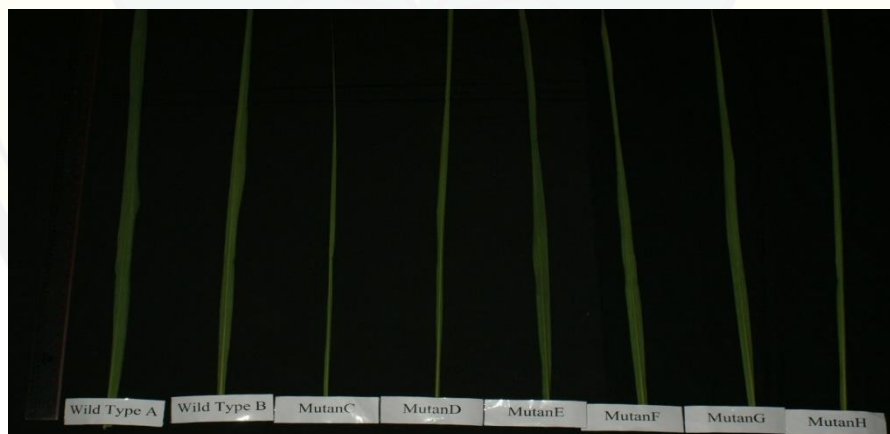 Wild Type A
Wild Type B
MutanC
MutanD
MutanE
MutanF
MutanG
MutanH